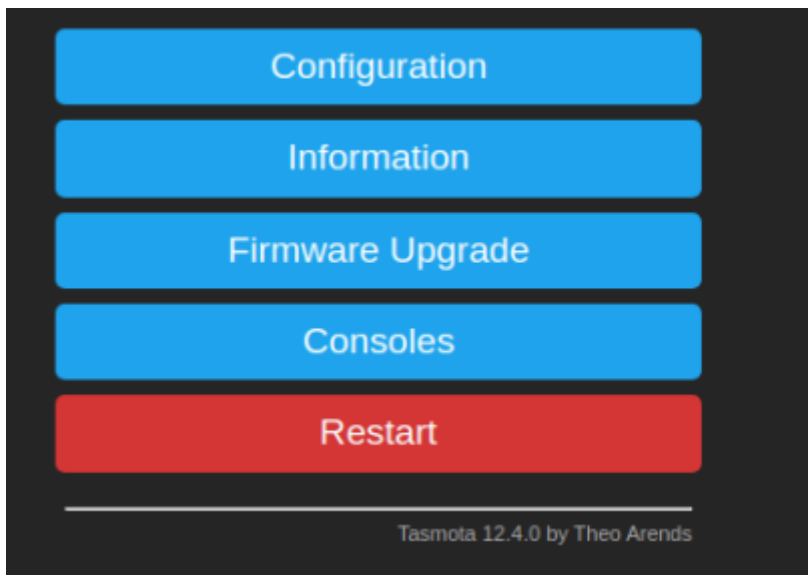 Configuration
Information
Firmware Upgrade
Consoles
Restart
Tasmota 12.4.0 by Theo Arends